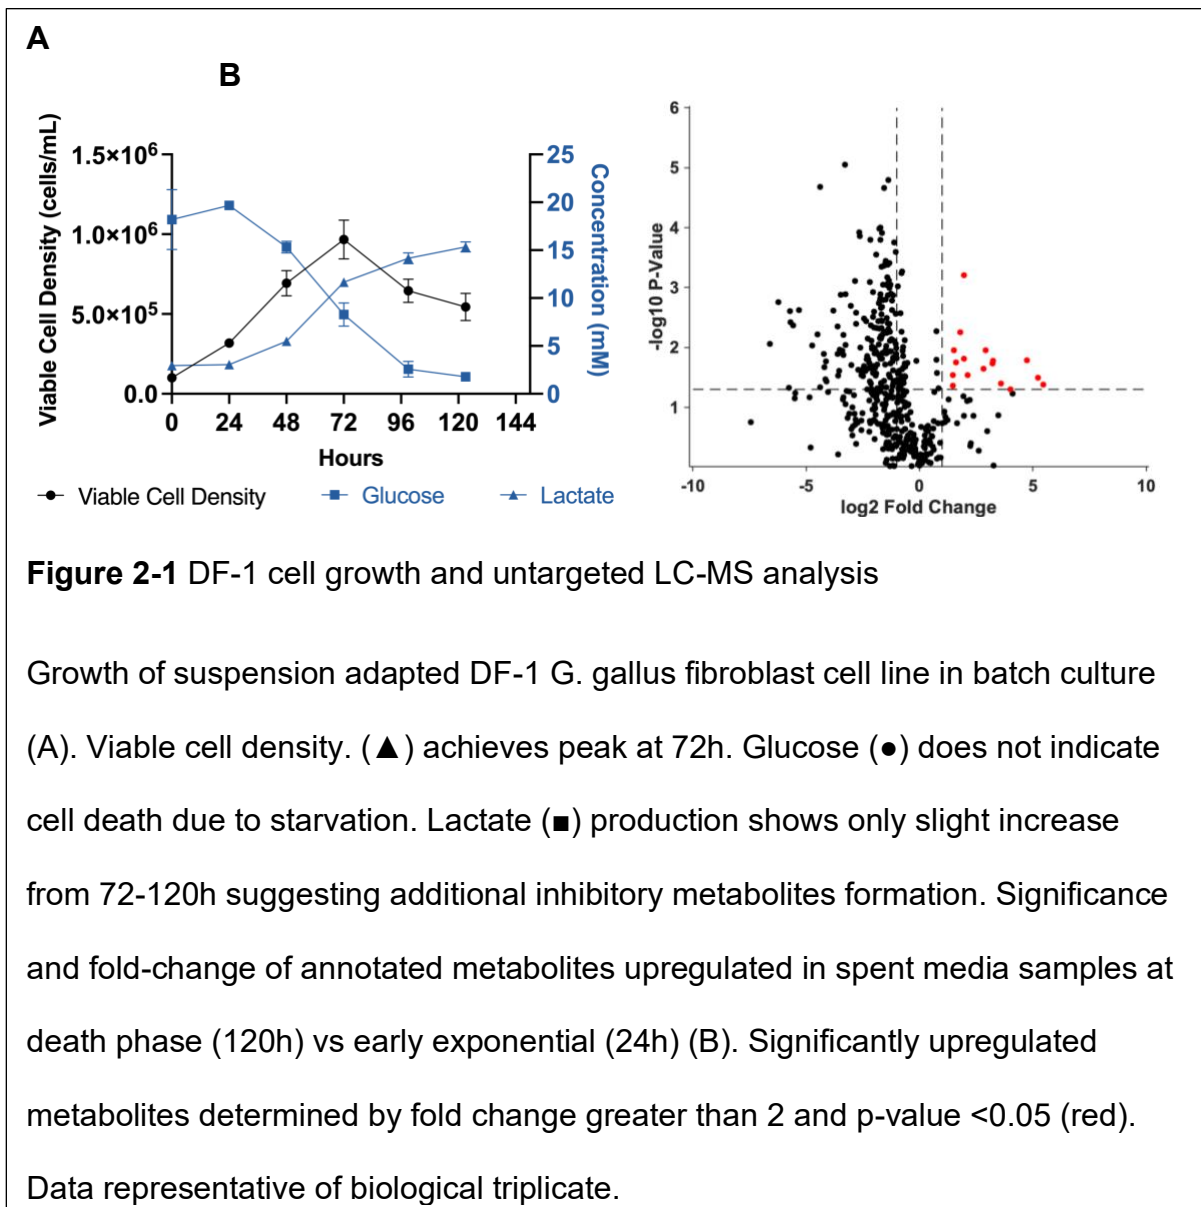 A
B
Viable Cell Density (cells/mL)
1.5×10⁶
1.0×10⁶
5.0×10⁵
0.0
0 24 48 72 96 120 144
Hours
25
20
15
10
5
0
Concentration (mM)
Viable Cell Density Glucose Lactate
-log10 P-Value
6
5
4
3
2
1
-10 -5 0 5 10
log2 Fold Change
Figure 2-1 DF-1 cell growth and untargeted LC-MS analysis
Growth of suspension adapted DF-1 G. gallus fibroblast cell line in batch culture
(A). Viable cell density. (▲) achieves peak at 72h. Glucose (●) does not indicate
cell death due to starvation. Lactate (■) production shows only slight increase
from 72-120h suggesting additional inhibitory metabolites formation. Significance
and fold-change of annotated metabolites upregulated in spent media samples at
death phase (120h) vs early exponential (24h) (B). Significantly upregulated
metabolites determined by fold change greater than 2 and p-value <0.05 (red).
Data representative of biological triplicate.